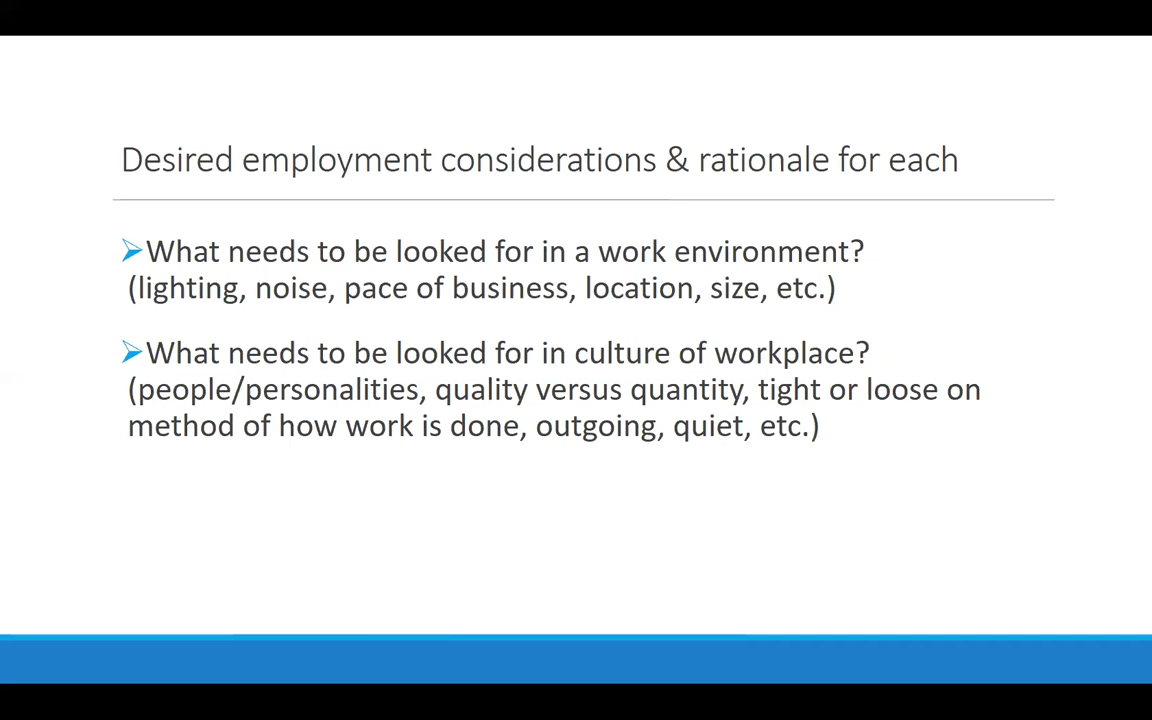 Desired employment considerations & rationale for each
What needs to be looked for in a work environment?
(lighting, noise, pace of business, location, size, etc.)
What needs to be looked for in culture of workplace?
(people/personalities, quality versus quantity, tight or loose on
method of how work is done, outgoing, quiet, etc.)